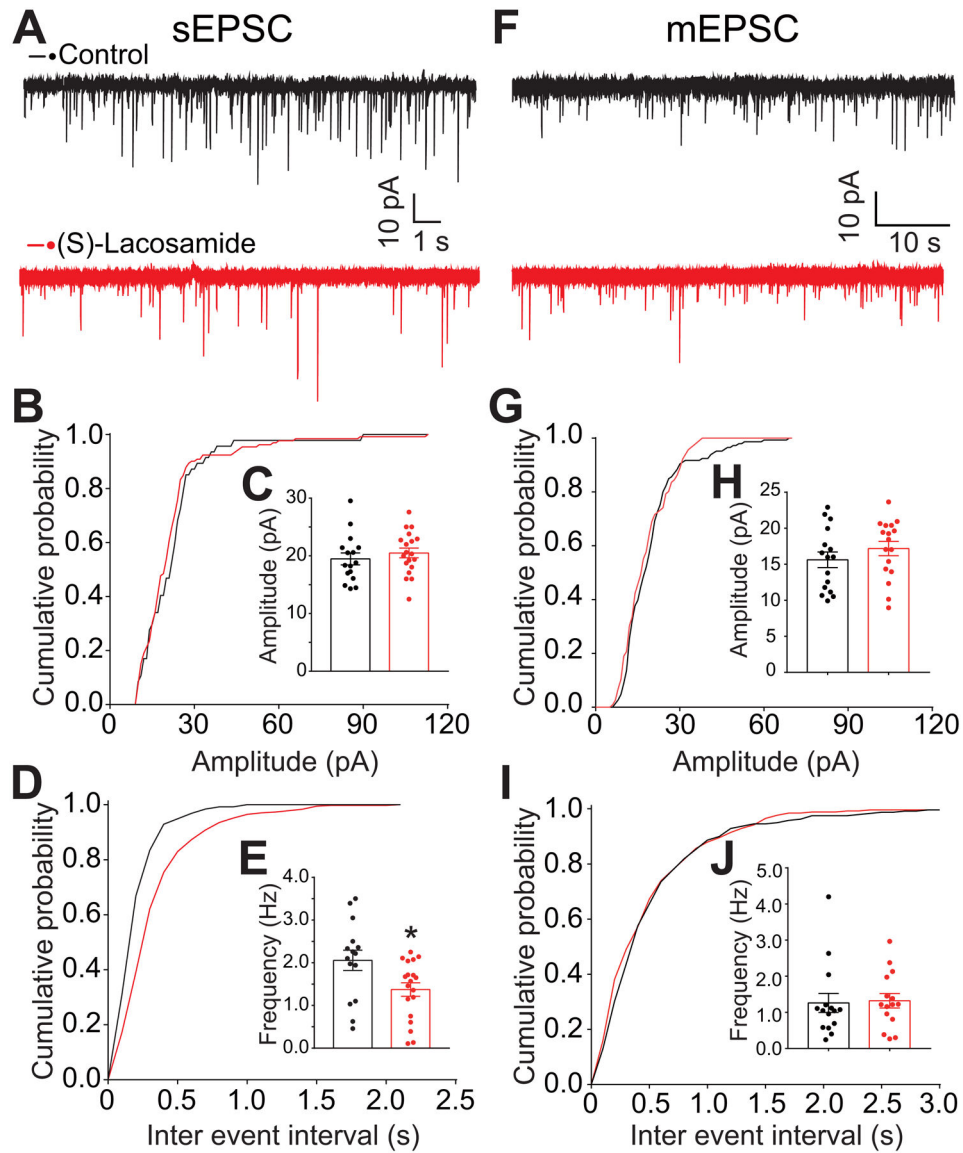 A
sEPSC
Control
10 pA
1 s
(S)-Lacosamide
F
mEPSC
10 pA
10 s
B
Cumulative probability
1.0
0.8
0.6
0.4
0.2
0.0
0
30
60
90
120
Amplitude (pA)
C
Amplitude (pA)
30
20
10
0
G
Cumulative probability
1.0
0.8
0.6
0.4
0.2
0.0
0
30
60
90
120
Amplitude (pA)
H
Amplitude (pA)
25
20
15
10
5
0
D
Cumulative probability
1.0
0.8
0.6
0.4
0.2
0.0
0
0.5
1.0
1.5
2.0
2.5
Inter event interval (s)
E
Frequency (Hz)
4.0
3.0
2.0
1.0
0.0
*
I
Cumulative probability
1.0
0.8
0.6
0.4
0.2
0.0
0
0.5
1.0
1.5
2.0
2.5
3.0
Inter event interval (s)
J
Frequency (Hz)
5.0
4.0
3.0
2.0
1.0
0.0